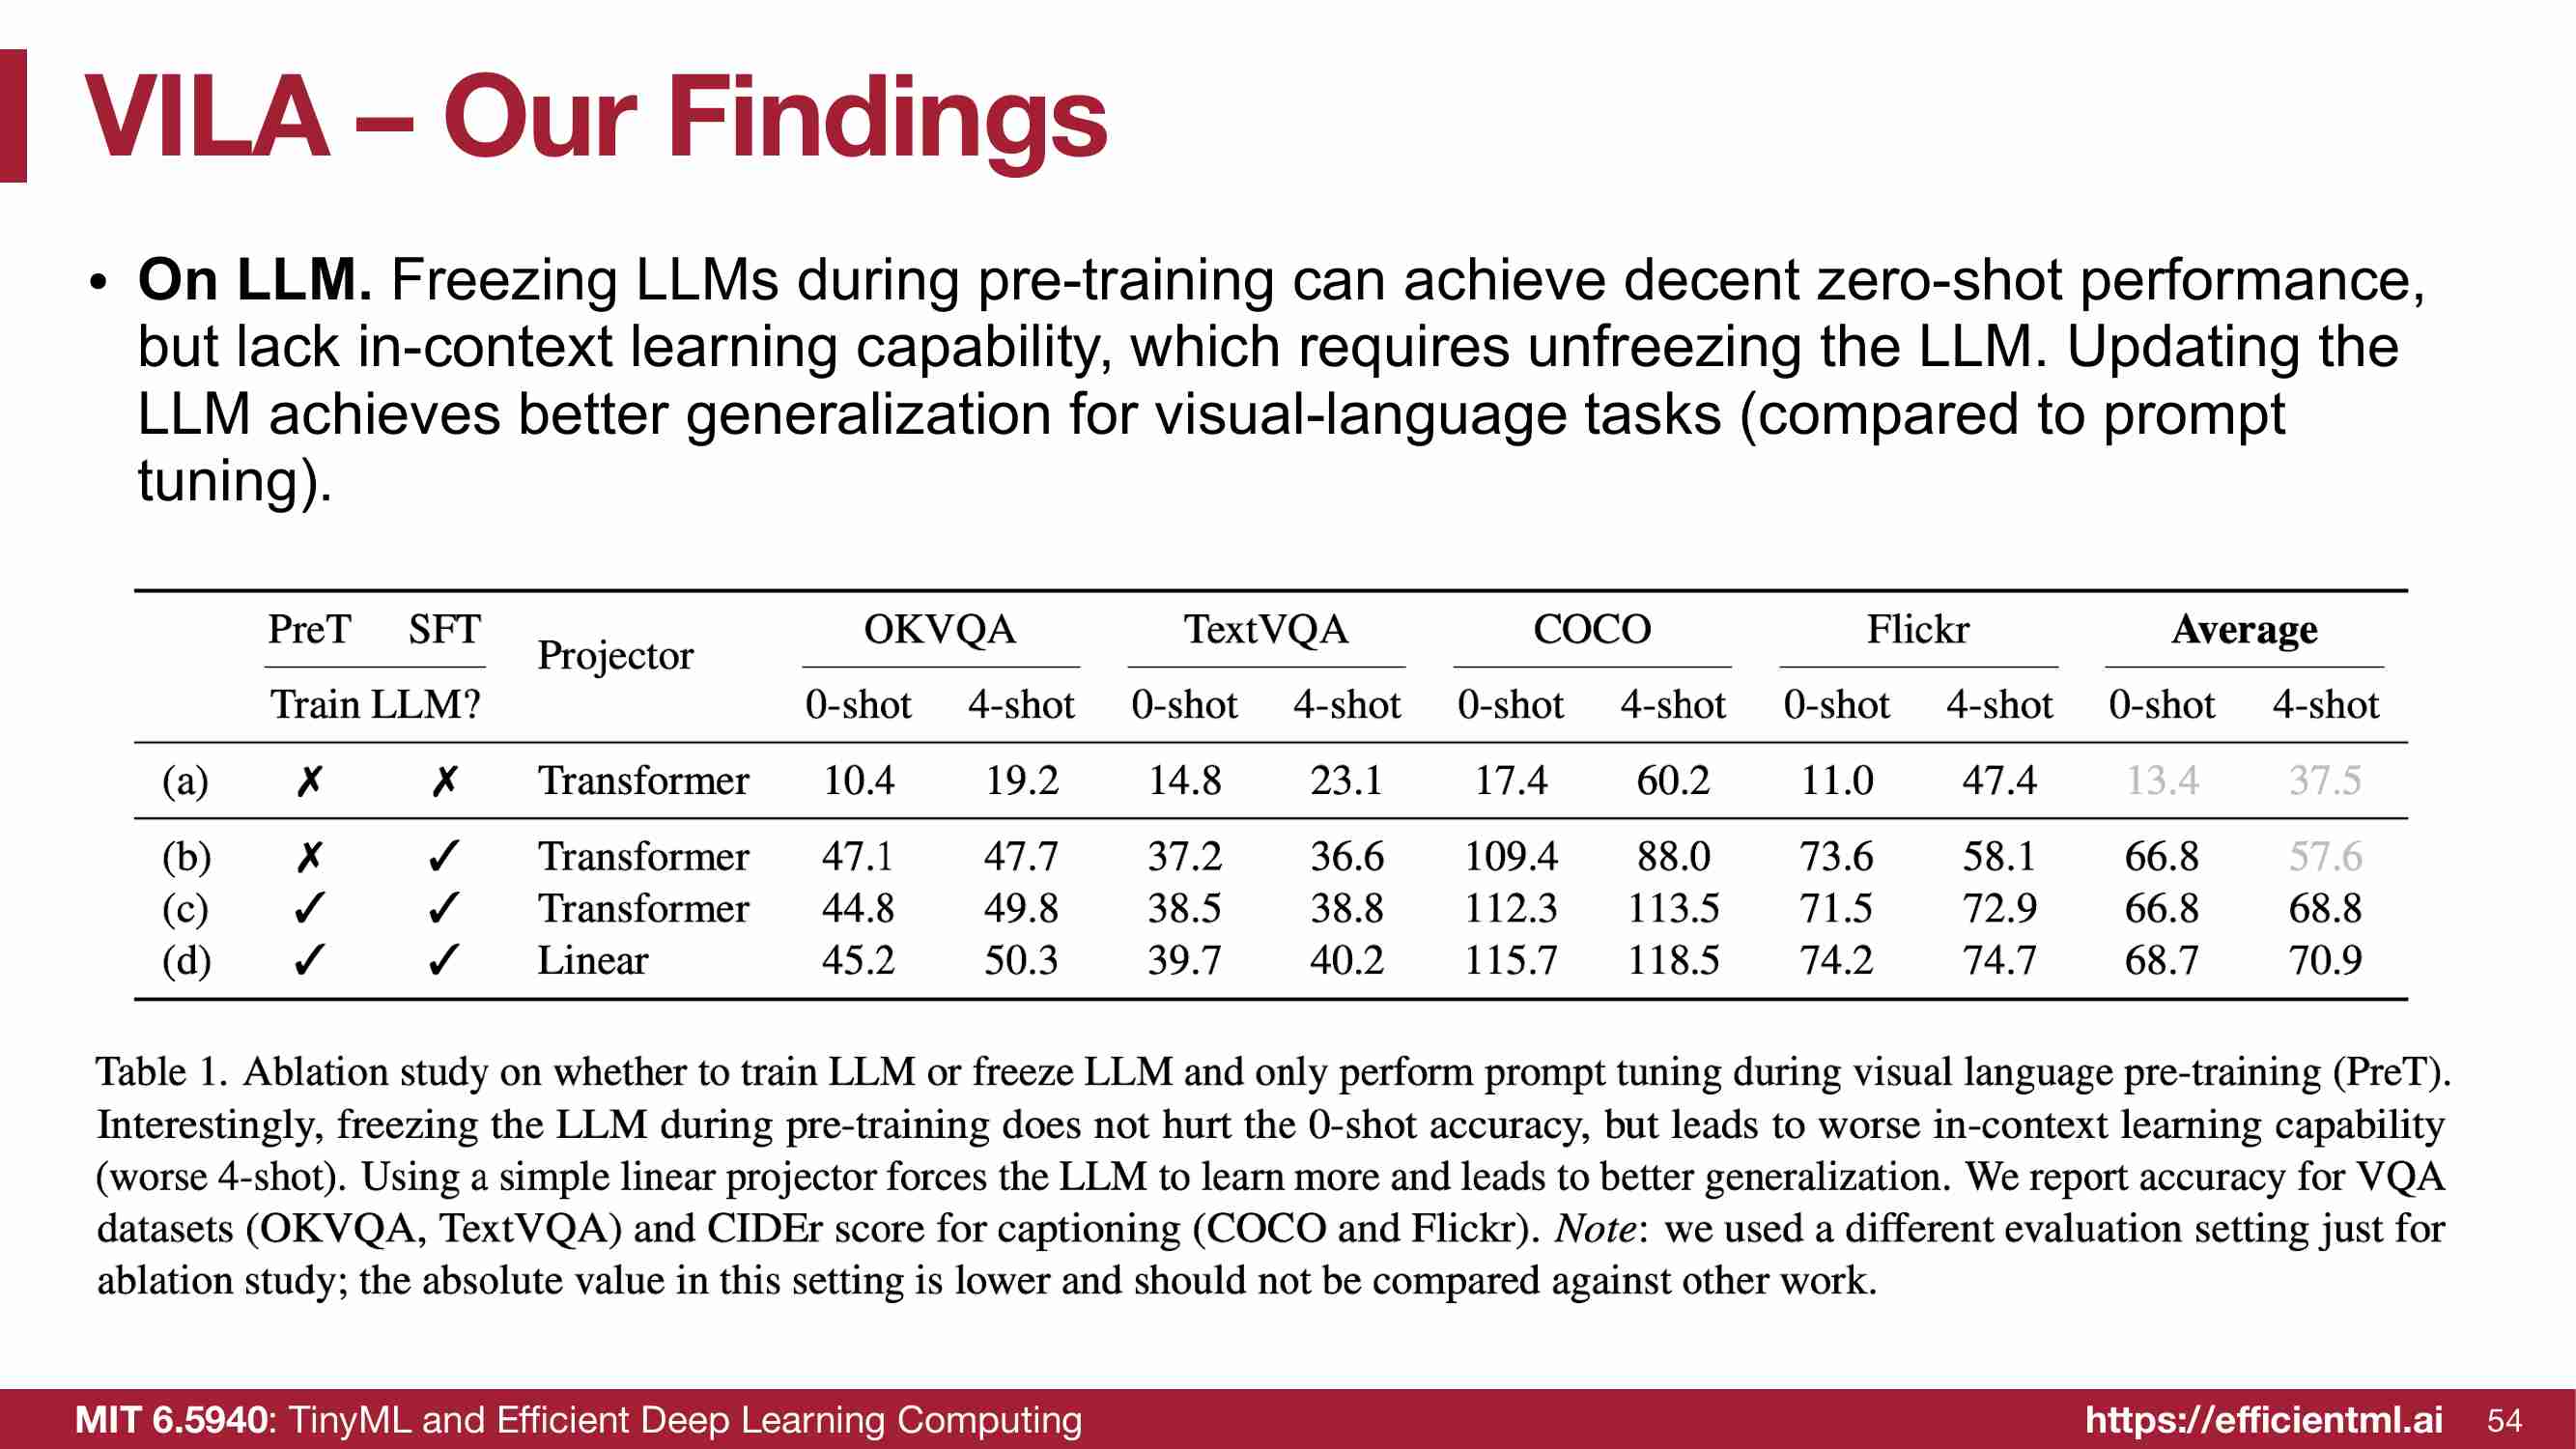 VILA – Our Findings
• On LLM. Freezing LLMs during pre-training can achieve decent zero-shot performance,
but lack in-context learning capability, which requires unfreezing the LLM. Updating the
LLM achieves better generalization for visual-language tasks (compared to prompt
tuning).
PreT SFT Projector OKVQA TextVQA COCO Flickr Average
Train LLM? 0-shot 4-shot 0-shot 4-shot 0-shot 4-shot 0-shot 4-shot 0-shot 4-shot
(a) ✗ ✗ Transformer 10.4 19.2 14.8 23.1 17.4 60.2 11.0 47.4 13.4 37.5
(b) ✗ ✓ Transformer 47.1 47.7 37.2 36.6 109.4 88.0 73.6 58.1 66.8 57.6
(c) ✓ ✓ Transformer 44.8 49.8 38.5 38.8 112.3 113.5 71.5 72.9 66.8 68.8
(d) ✓ ✓ Linear 45.2 50.3 39.7 40.2 115.7 118.5 74.2 74.7 68.7 70.9
Table 1. Ablation study on whether to train LLM or freeze LLM and only perform prompt tuning during visual language pre-training (PreT).
Interestingly, freezing the LLM during pre-training does not hurt the 0-shot accuracy, but leads to worse in-context learning capability
(worse 4-shot). Using a simple linear projector forces the LLM to learn more and leads to better generalization. We report accuracy for VQA
datasets (OKVQA, TextVQA) and CIDEr score for captioning (COCO and Flickr). Note: we used a different evaluation setting just for
ablation study; the absolute value in this setting is lower and should not be compared against other work.
MIT 6.5940: TinyML and Efficient Deep Learning Computing https://efficientml.ai 54